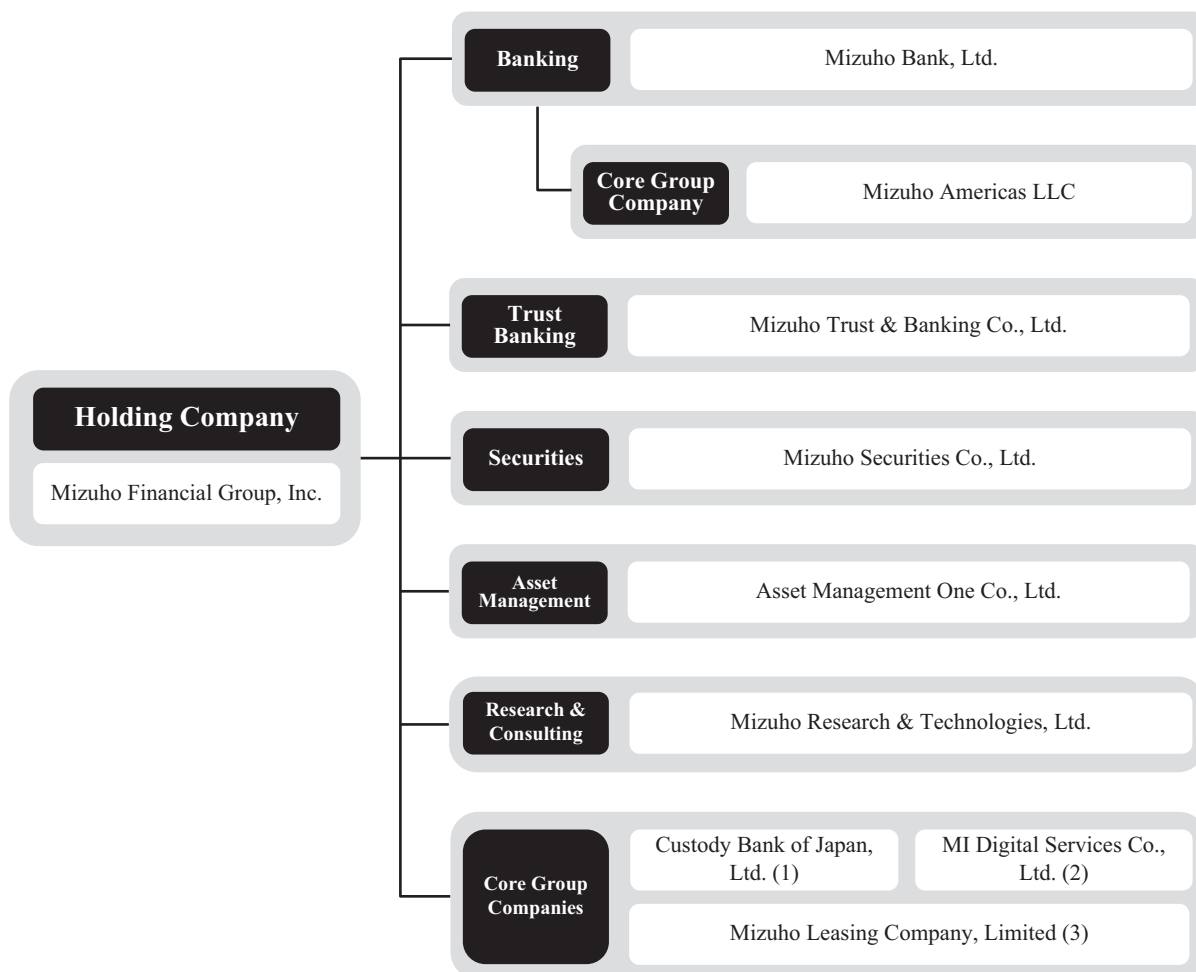 Banking
Mizuho Bank, Ltd.
Core Group
Company
Mizuho Americas LLC
Trust
Banking
Mizuho Trust & Banking Co., Ltd.
Holding Company
Mizuho Financial Group, Inc.
Securities
Mizuho Securities Co., Ltd.
Asset
Management
Asset Management One Co., Ltd.
Research &
Consulting
Mizuho Research & Technologies, Ltd.
Core Group
Companies
Custody Bank of Japan,
Ltd. (1)
MI Digital Services Co.,
Ltd. (2)
Mizuho Leasing Company, Limited (3)